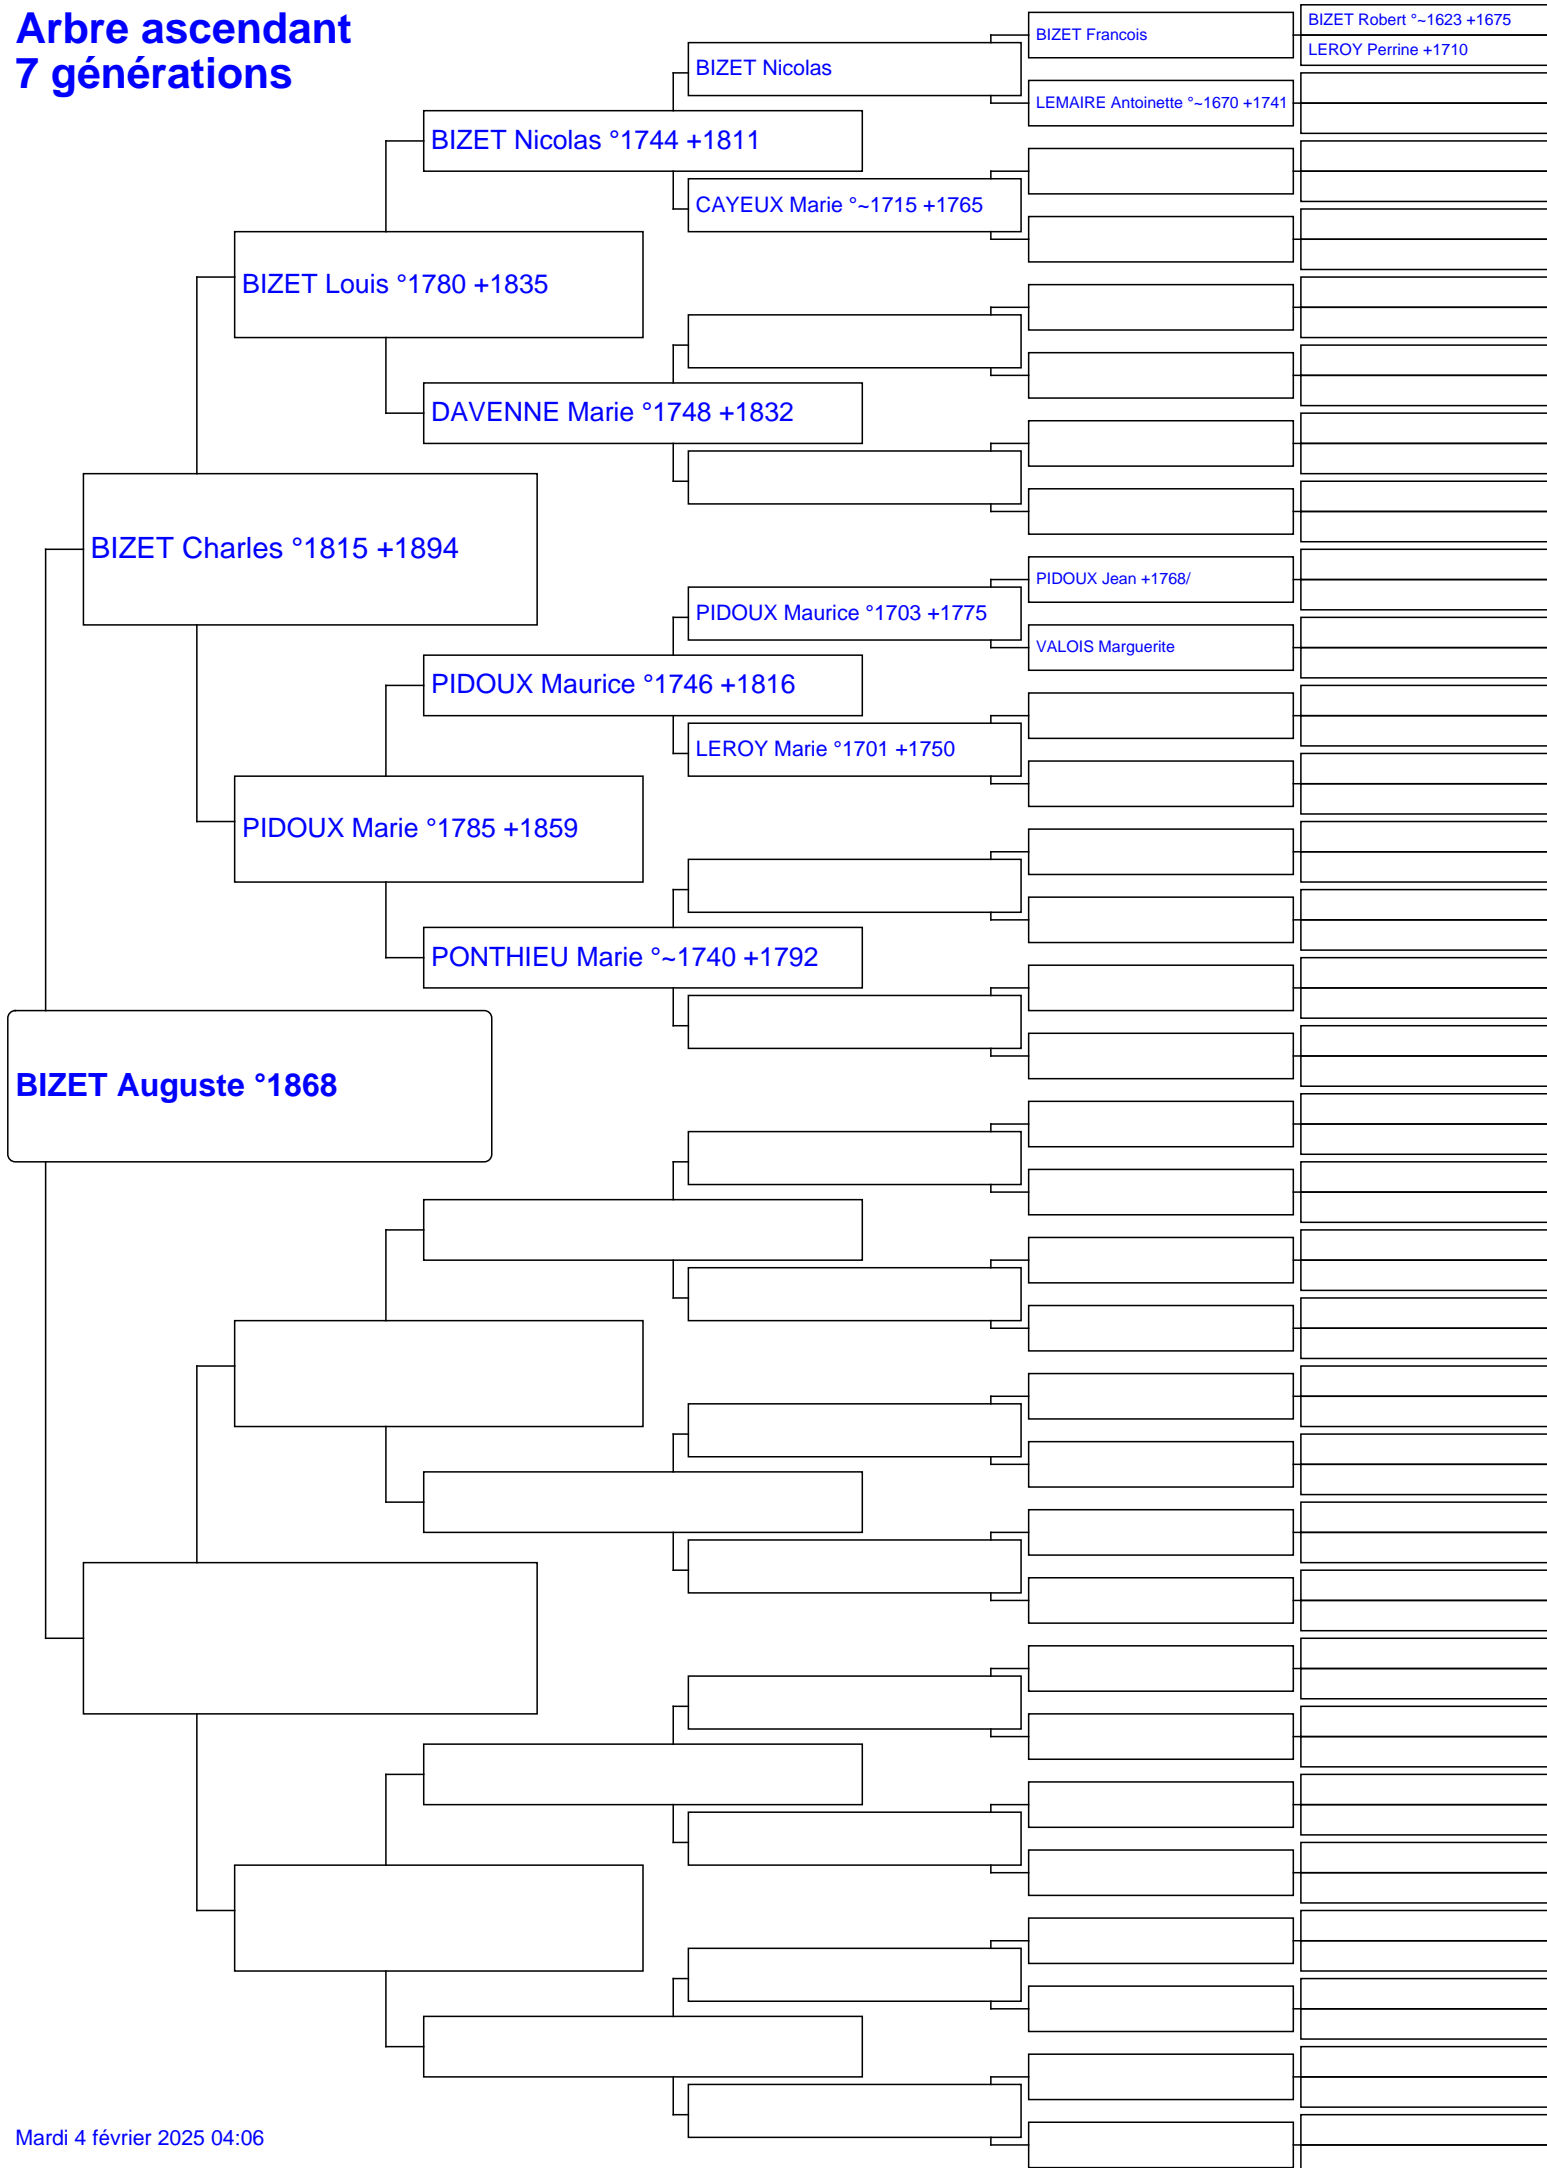 Arbre ascendant
7 générations
BIZET Robert °~1623 +1675
BIZET Francois
LEROY Perrine +1710
BIZET Nicolas
LEMAIRE Antoinette °~1670 +1741
BIZET Nicolas °1744 +1811
CAYEUX Marie °~1715 +1765
BIZET Louis °1780 +1835
DAVENNE Marie °1748 +1832
BIZET Charles °1815 +1894
PIDOUX Jean +1768/
PIDOUX Maurice °1703 +1775
VALOIS Marguerite
PIDOUX Maurice °1746 +1816
LEROY Marie °1701 +1750
PIDOUX Marie °1785 +1859
PONTHIEU Marie °~1740 +1792
BIZET Auguste °1868
Mardi 4 février 2025 04:06